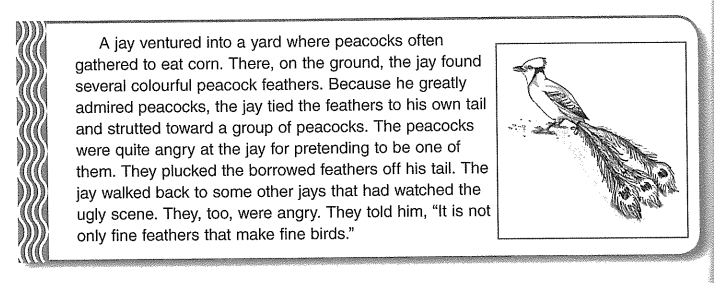 A jay ventured into a yard where peacocks often
gathered to eat corn. There, on the ground, the jay found
several colourful peacock feathers. Because he greatly
admired peacocks, the jay tied the feathers to his own tail
and strutted toward a group of peacocks. The peacocks
were quite angry at the jay for pretending to be one of
them. They plucked the borrowed feathers off his tail. The
jay walked back to some other jays that had watched the
ugly scene. They, too, were angry. They told him, “It is not
only fine feathers that make fine birds.”